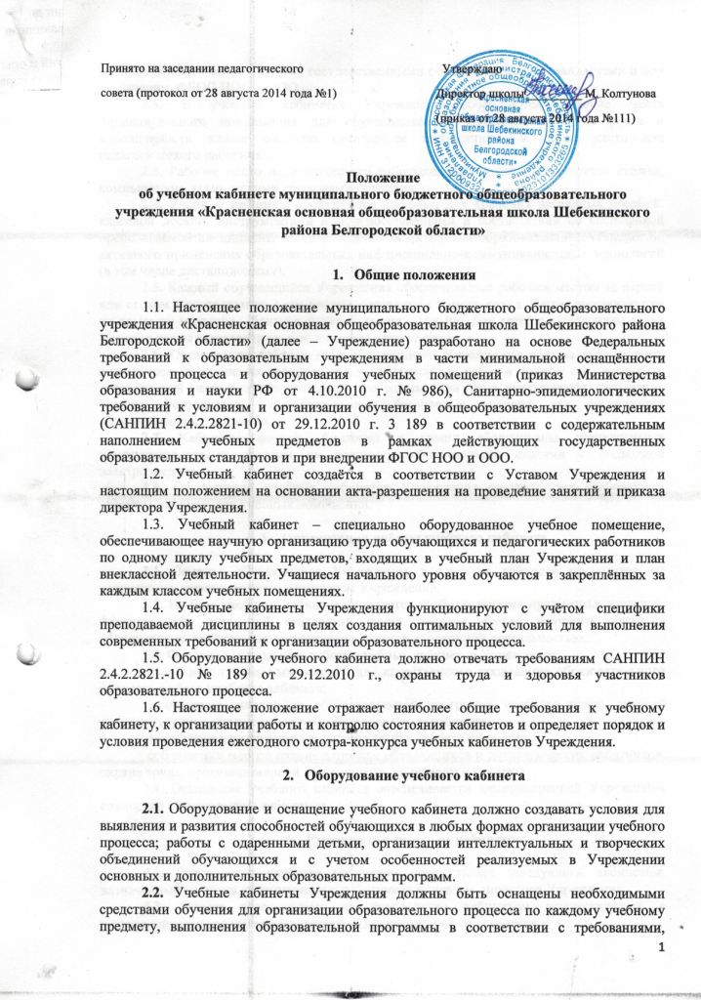 Принято на заседании педагогического
совета (протокол от 28 августа 2014 года №1)
Утверждаю
Директор школы М. Колтунова
(приказ от 28 августа 2014 года №111)
«Красненская
основная
общеобразовательная
школа Шебекинского
района
Белгородской
области»
Положение
об учебном кабинете муниципального бюджетного общеобразовательного
учреждения «Красненская основная общеобразовательная школа Шебекинского
района Белгородской области»
1. Общие положения
1.1. Настоящее положение муниципального бюджетного общеобразовательного
учреждения «Красненская основная общеобразовательная школа Шебекинского района
Белгородской области» (далее – Учреждение) разработано на основе Федеральных
требований к образовательным учреждениям в части минимальной оснащённости
учебного процесса и оборудования учебных помещений (приказ Министерства
образования и науки РФ от 4.10.2010 г. № 986), Санитарно-эпидемиологических
требований к условиям и организации обучения в общеобразовательных учреждениях
(САНПИН 2.4.2.2821-10) от 29.12.2010 г. 3 189 в соответствии с содержательным
наполнением учебных предметов в рамках действующих государственных
образовательных стандартов и при внедрении ФГОС НОО и ООО.
1.2. Учебный кабинет создаётся в соответствии с Уставом Учреждения и
настоящим положением на основании акта-разрешения на проведение занятий и приказа
директора Учреждения.
1.3. Учебный кабинет – специально оборудованное учебное помещение,
обеспечивающее научную организацию труда обучающихся и педагогических работников
по одному циклу учебных предметов, входящих в учебный план Учреждения и план
внеклассной деятельности. Учащиеся начального уровня обучаются в закреплённых за
каждым классом учебных помещениях.
1.4. Учебные кабинеты Учреждения функционируют с учётом специфики
преподаваемой дисциплины в целях создания оптимальных условий для выполнения
современных требований к организации образовательного процесса.
1.5. Оборудование учебного кабинета должно отвечать требованиям САНПИН
2.4.2.2821.-10 № 189 от 29.12.2010 г., охраны труда и здоровья участников
образовательного процесса.
1.6. Настоящее положение отражает наиболее общие требования к учебному
кабинету, к организации работы и контролю состояния кабинетов и определяет порядок и
условия проведения ежегодного смотра-конкурса учебных кабинетов Учреждения.
2. Оборудование учебного кабинета
2.1. Оборудование и оснащение учебного кабинета должно создавать условия для
выявления и развития способностей обучающихся в любых формах организации учебного
процесса; работы с одаренными детьми, организации интеллектуальных и творческих
объединений обучающихся и с учетом особенностей реализуемых в Учреждении
основных и дополнительных образовательных программ.
2.2. Учебные кабинеты Учреждения должны быть оснащены необходимыми
средствами обучения для организации образовательного процесса по каждому учебному
предмету, выполнения образовательной программы в соответствии с требованиями,
1